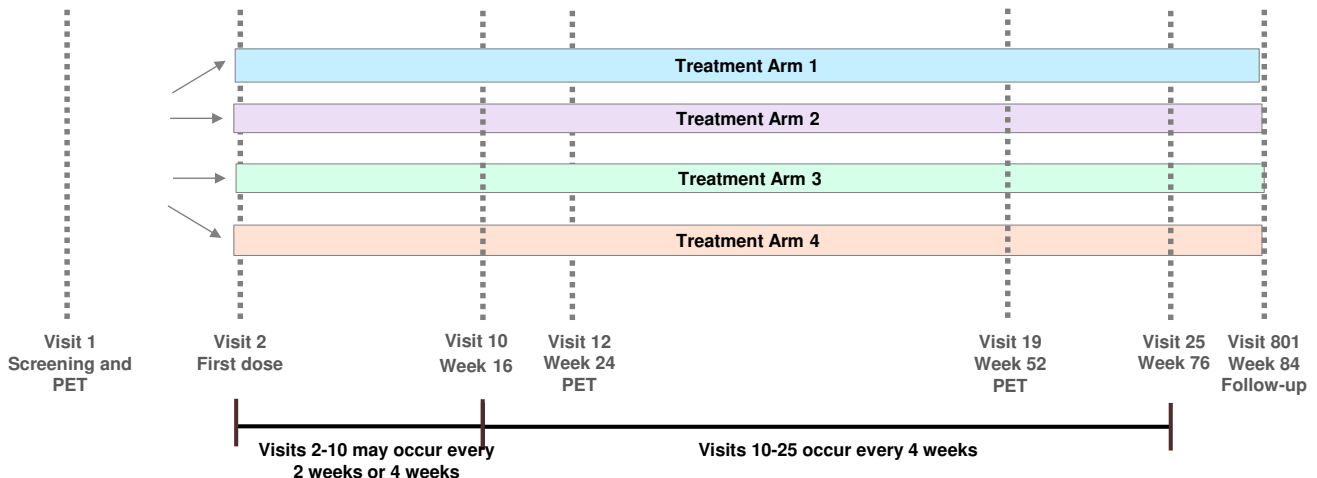 Treatment Arm 1
Treatment Arm 2
Treatment Arm 3
Treatment Arm 4
Visit 1
Screening and
PET
Visit 2
First dose
Visit 10
Week 16
Visit 12
Week 24
PET
Visit 19
Week 52
PET
Visit 25
Week 76
Visit 801
Week 84
Follow-up
Visits 2-10 may occur every
2 weeks or 4 weeks
Visits 10-25 occur every 4 weeks